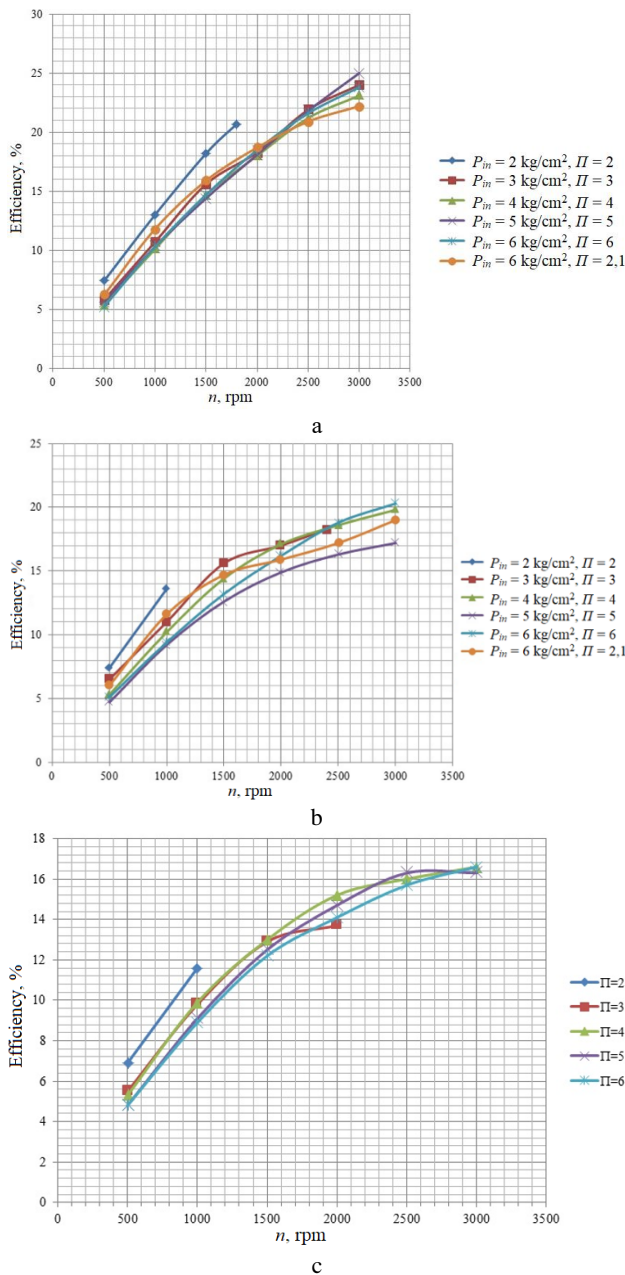 30
25
20
15
10
5
0
Efficiency, %
0 500 1000 1500 2000 2500 3000 3500
n, rpm
Pin = 2 kg/cm², Π = 2
Pin = 3 kg/cm², Π = 3
Pin = 4 kg/cm², Π = 4
Pin = 5 kg/cm², Π = 5
Pin = 6 kg/cm², Π = 6
Pin = 6 kg/cm², Π = 2,1
a
25
20
15
10
5
0
Efficiency, %
0 500 1000 1500 2000 2500 3000 3500
n, rpm
Pin = 2 kg/cm², Π = 2
Pin = 3 kg/cm², Π = 3
Pin = 4 kg/cm², Π = 4
Pin = 5 kg/cm², Π = 5
Pin = 6 kg/cm², Π = 6
Pin = 6 kg/cm², Π = 2,1
b
18
16
14
12
10
8
6
4
2
0
Efficiency, %
0 500 1000 1500 2000 2500 3000 3500
n, rpm
Π=2
Π=3
Π=4
Π=5
Π=6
c